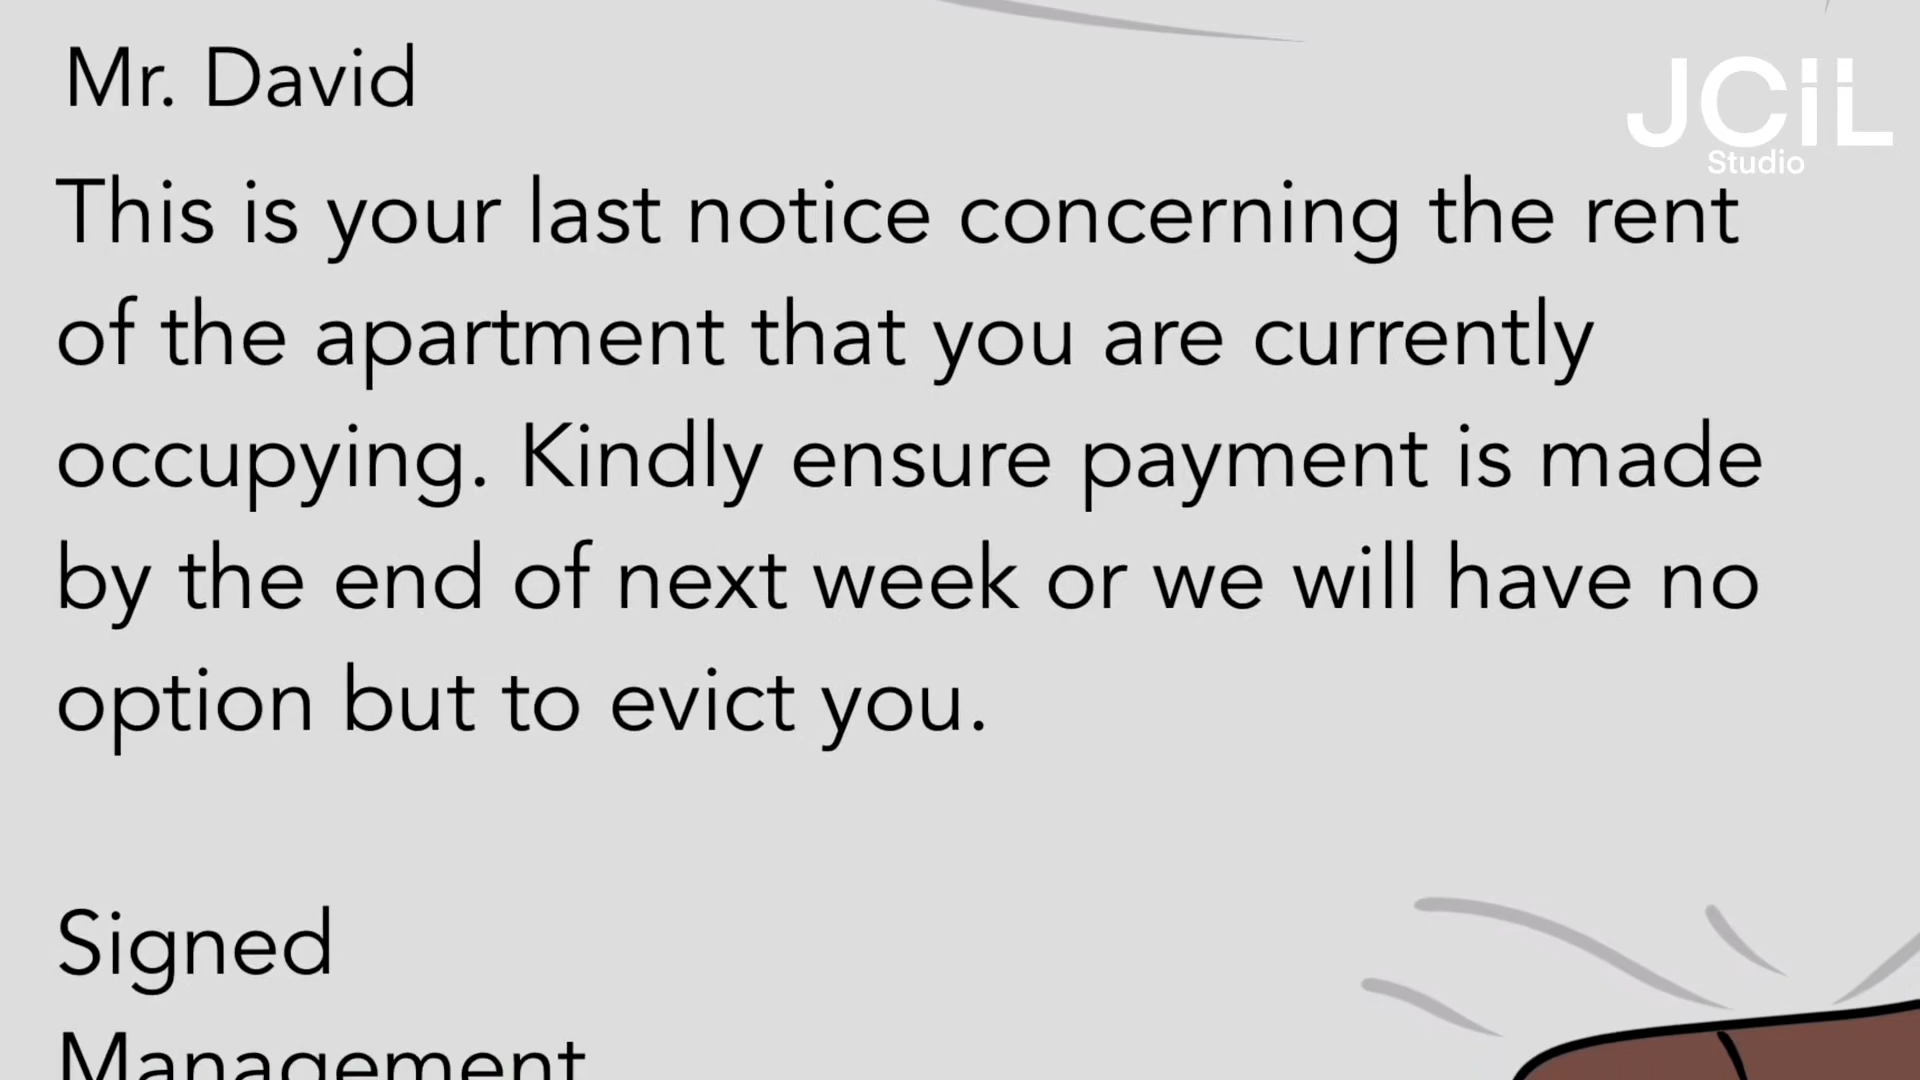 Mr. David
JCiL
Studio
This is your last notice concerning the rent
of the apartment that you are currently
occupying. Kindly ensure payment is made
by the end of next week or we will have no
option but to evict you.
Signed
Management